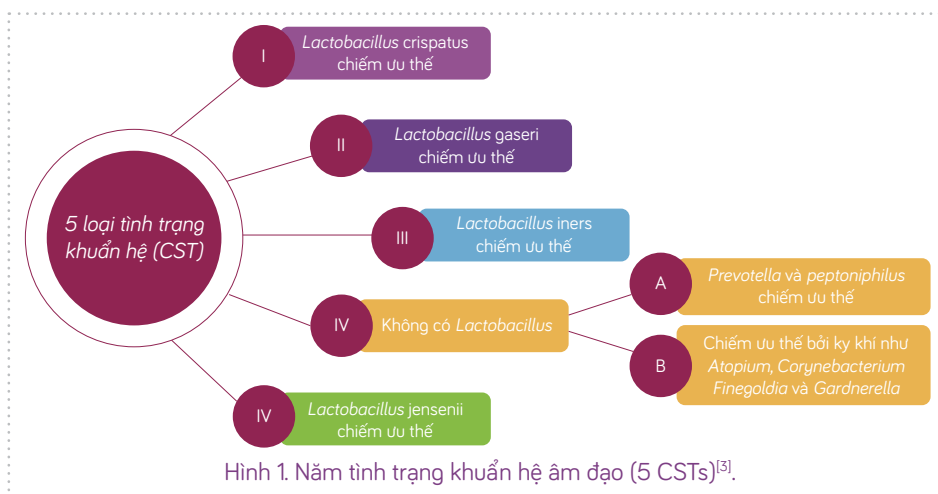 I
Lactobacillus crispatus
chiếm ưu thế
II
Lactobacillus gaseri
chiếm ưu thế
5 loại tình trạng
khuẩn hệ (CST)
III
Lactobacillus iners
chiếm ưu thế
IV
Không có Lactobacillus
A
Prevotella và peptoniphilus
chiếm ưu thế
B
Chiếm ưu thế bởi kỵ khí như
Atopium, Corynebacterium
Finegoldia và Gardnerella
IV
Lactobacillus jensenii
chiếm ưu thế
Hình 1. Năm tình trạng khuẩn hệ âm đạo (5 CSTs)[3].